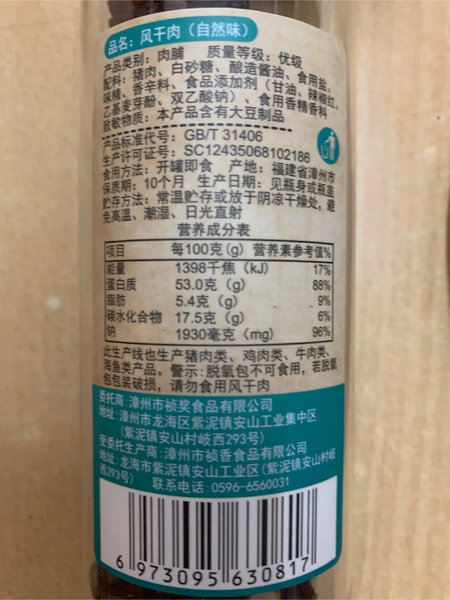 品名：风干肉（自然味）
产品类别：肉脯 质量等级：优级
配料：猪肉、白砂糖、酿造酱油、食用盐、
味精、香辛料、食品添加剂（甘油、辣椒红、
乙基麦芽酚、双乙酸钠）、食用香精香料
致敏物质：本产品含有大豆制品
产品标准代号：GB/T 31406
生产许可证号：SC12435068102186
食用方法：开罐即食 产地：福建省漳州市
保质期：10个月 生产日期：见瓶身或瓶盖
贮存方法：常温贮存或放于阴凉干燥处，避
免高温、潮湿、日光直射
营养成分表
项目 每100克(g) 营养素参考值%
能量 1398千焦 (kJ) 17%
蛋白质 53.0克 (g) 88%
脂肪 5.4克 (g) 9%
碳水化合物 17.5克 (g) 6%
钠 1930毫克 (mg) 96%
此生产线也生产猪肉类、鸡肉类、牛肉类、
海鱼类产品。警示：脱氧包不可食用，若脱氧
包包装破损，请勿食用风干肉
委托商：漳州市祯奖食品有限公司
地址：漳州市龙海区紫泥镇安山工业集中区
（紫泥镇安山村岐西293号）
受委托生产商：漳州市祯香食品有限公司
地址：龙海市紫泥镇安山工业区(紫泥镇安山村岐
西293号) 联系电话：0596-6560031
6 973095 630817